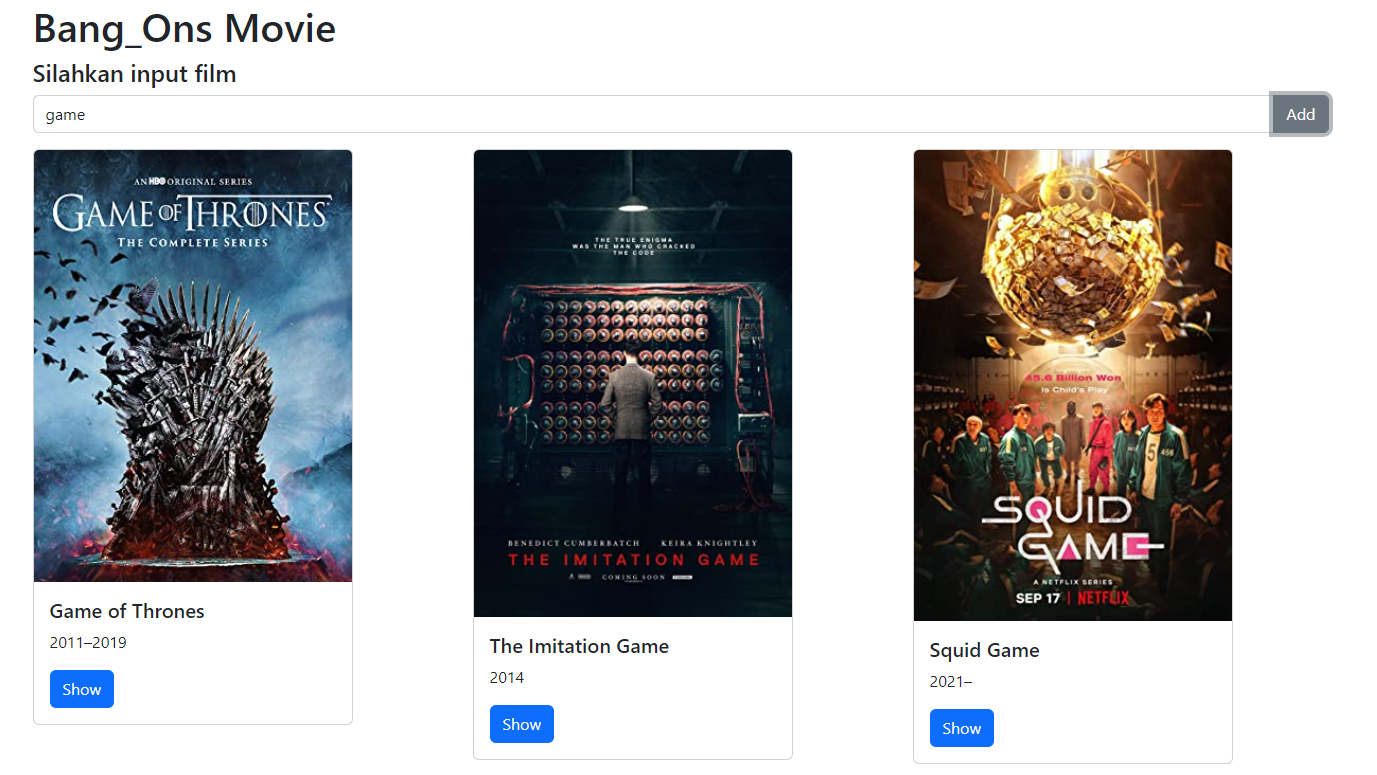 Bang_Ons Movie
Silahkan input film
game
Add
AN HBO ORIGINAL SERIES
GAME OF THRONES
THE COMPLETE SERIES
Game of Thrones
2011–2019
Show
THE TRUE ENIGMA
WAS THE MAN WHO CRACKED
THE CODE
BENEDICT CUMBERBATCH KEIRA KNIGHTLEY
THE IMITATION GAME
COMING SOON
The Imitation Game
2014
Show
45.6 Billion Won
Is Child's Play
456
SQUID
GAME
A NETFLIX SERIES
SEP 17 | NETFLIX
Squid Game
2021–
Show